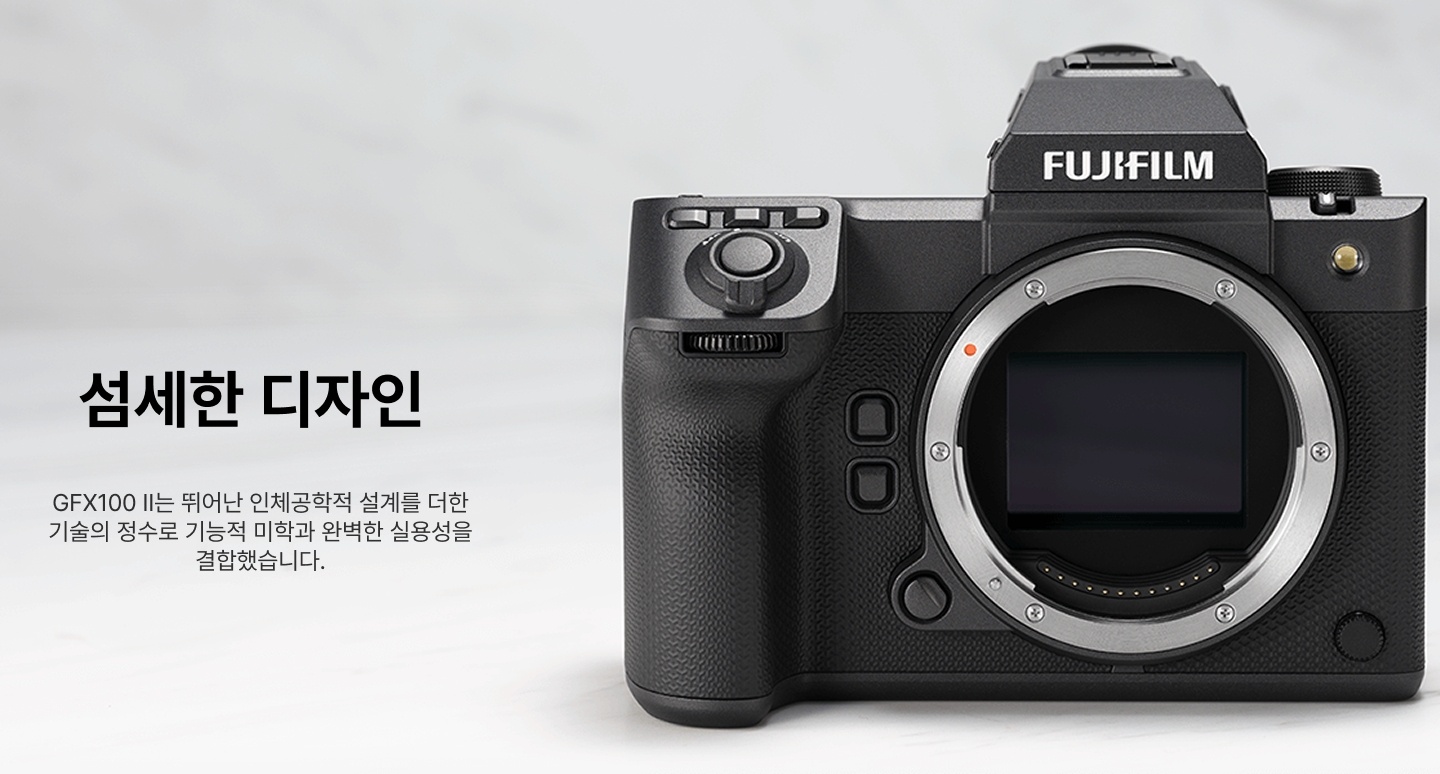 FUJIFILM
섬세한 디자인
GFX100 II는 뛰어난 인체공학적 설계를 더한
기술의 정수로 기능적 미학과 완벽한 실용성을
결합했습니다.